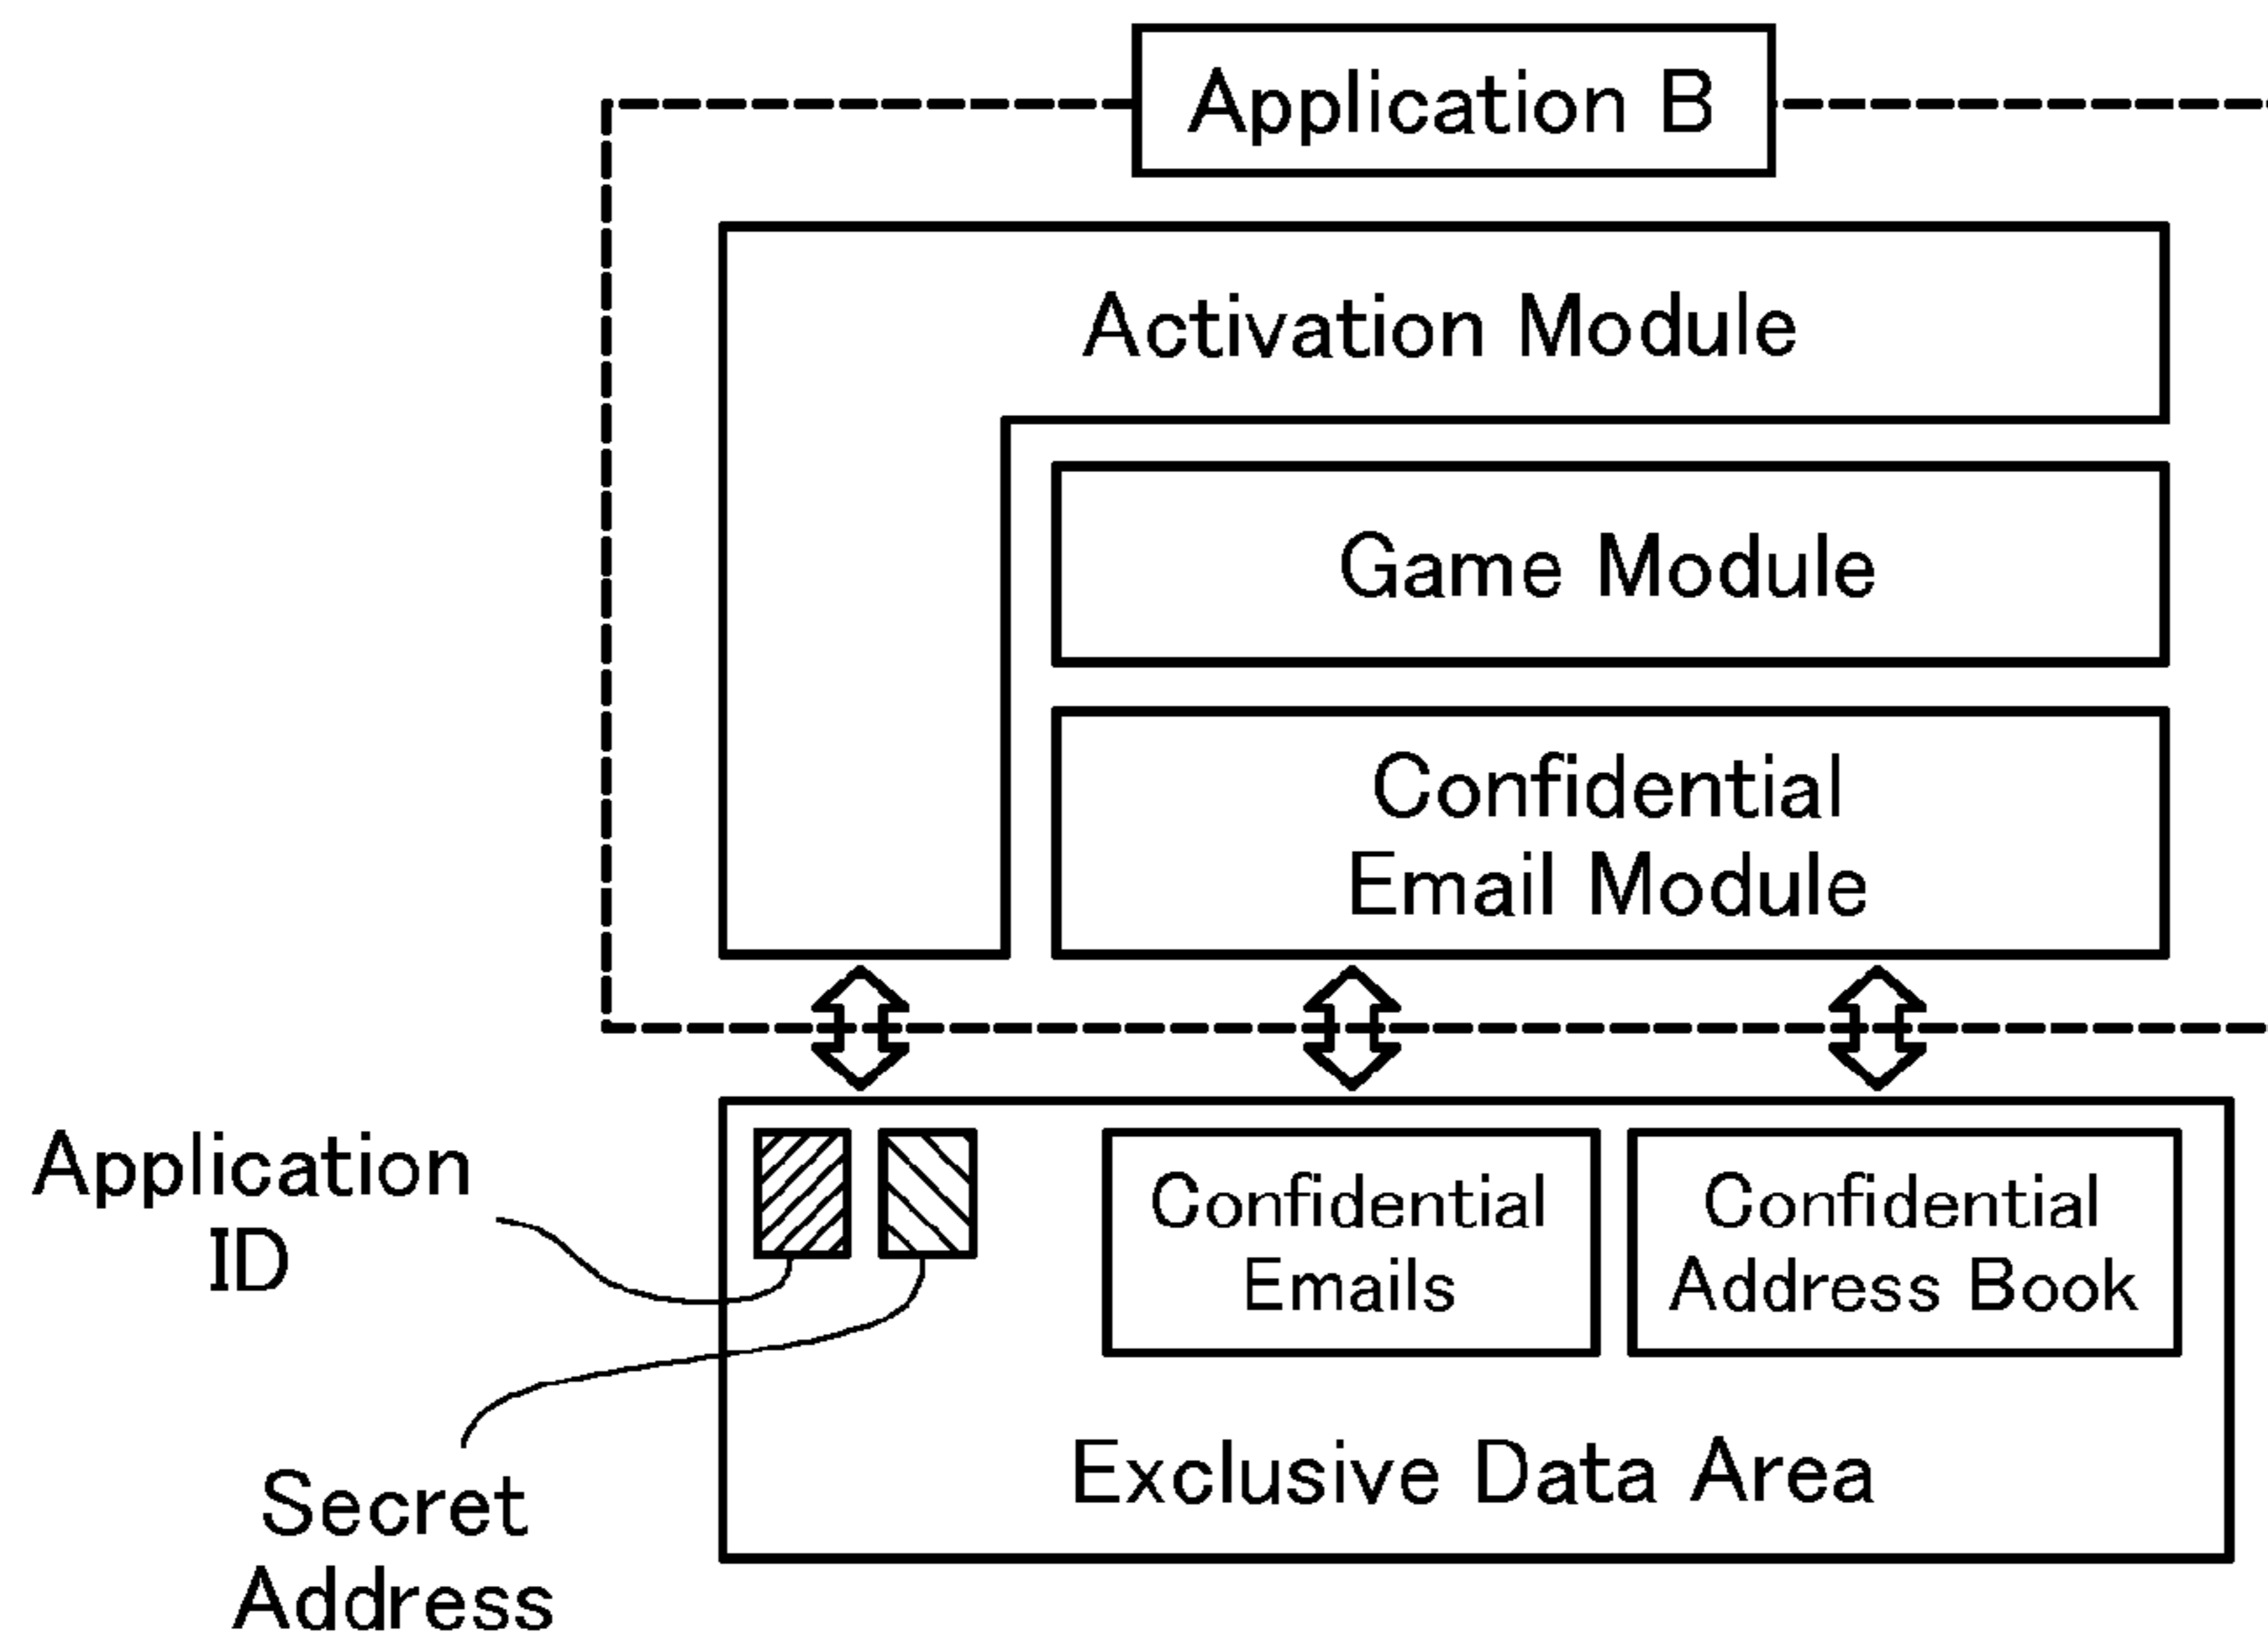 Application B
Activation Module
Game Module
Confidential
Email Module
Application
ID
Confidential
Emails
Confidential
Address Book
Exclusive Data Area
Secret
Address